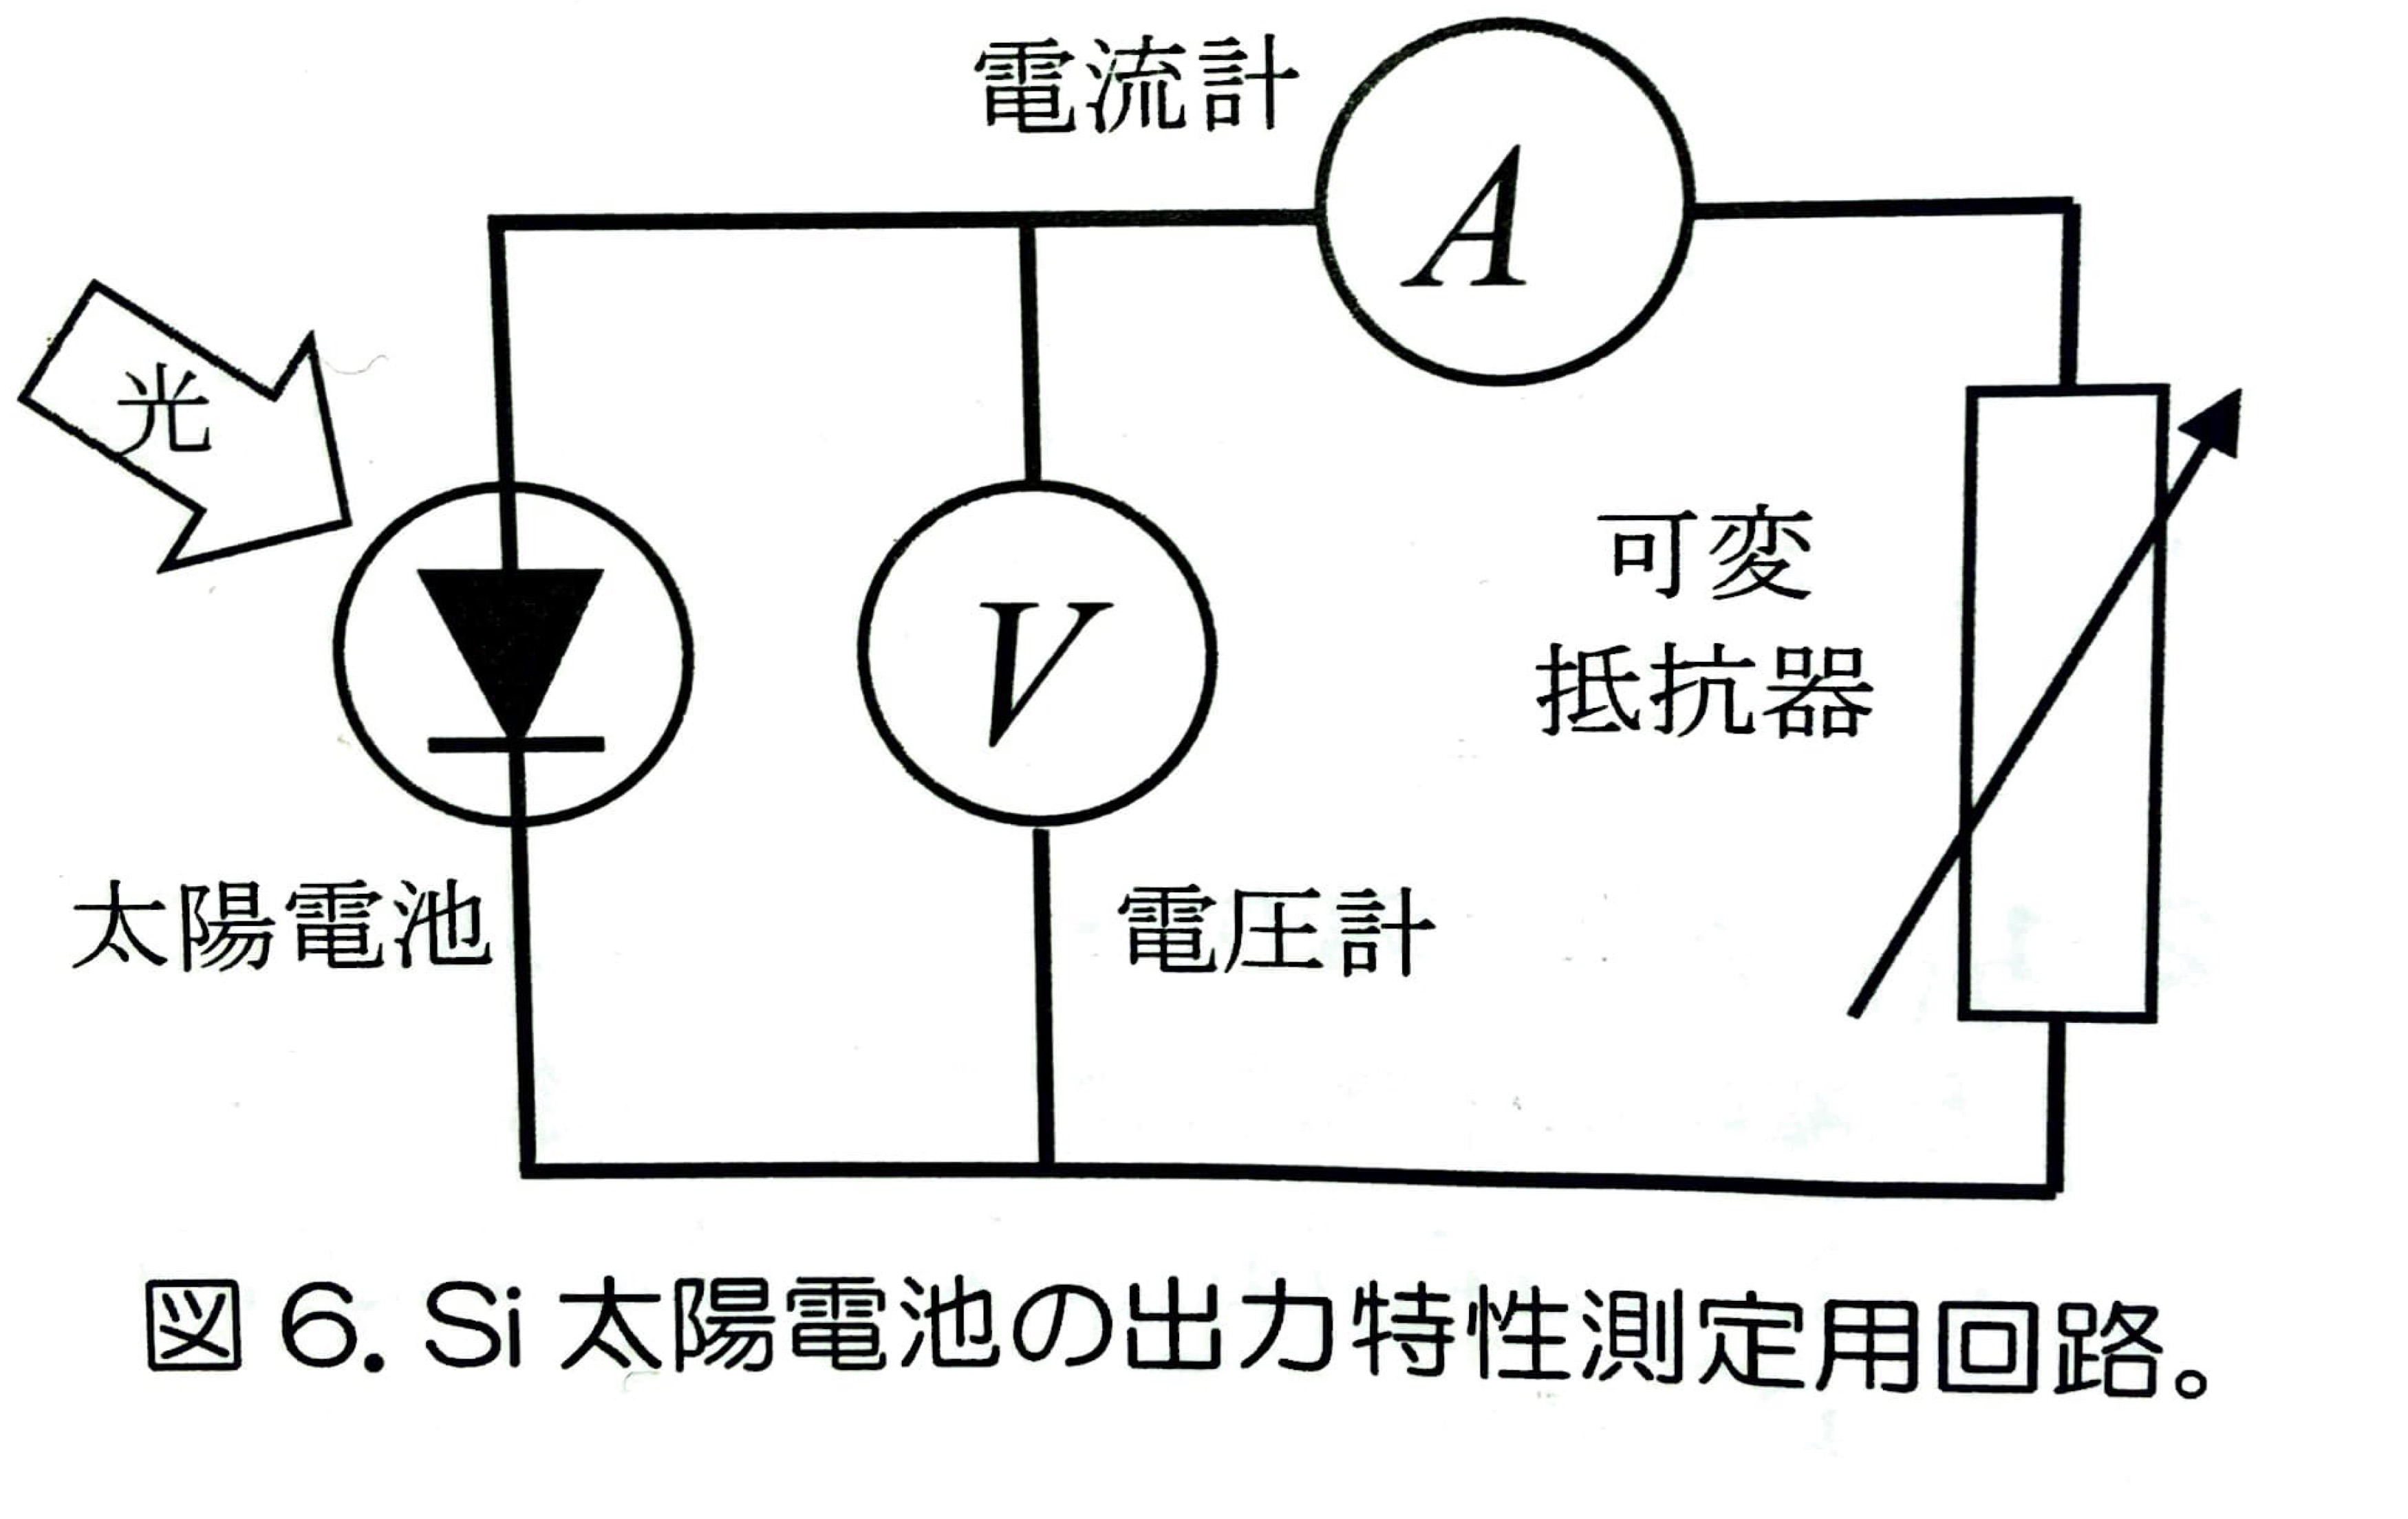 電流計
A
光
V
可変
抵抗器
太陽電池
電圧計
図 6. Si 太陽電池の出力特性測定用回路。